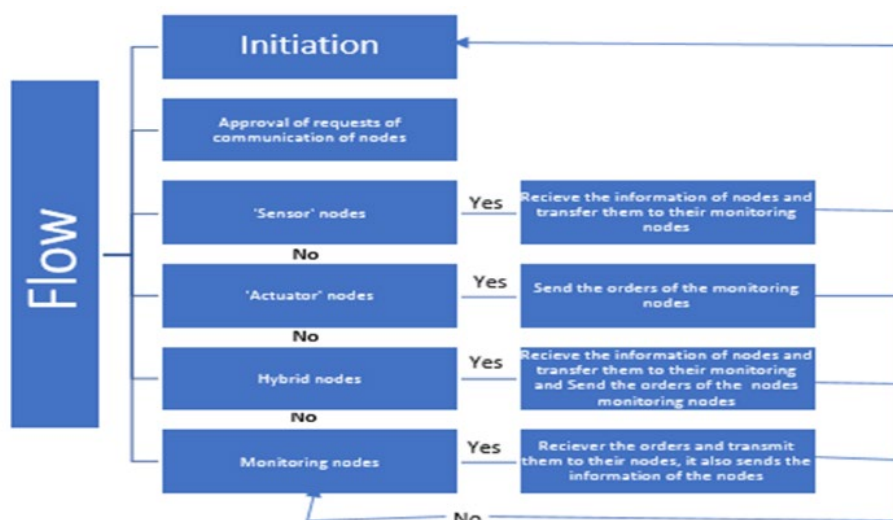 Flow
Initiation
Approval of requests of
communication of nodes
'Sensor' nodes
Yes
Recieve the information of nodes and
transfer them to their monitoring
nodes
No
'Actuator' nodes
Yes
Send the orders of the monitoring
nodes
No
Hybrid nodes
Yes
Recieve the information of nodes and
transfer them to their monitoring
and Send the orders of the nodes
monitoring nodes
No
Monitoring nodes
Yes
Reciever the orders and transmit
them to their nodes, it also sends the
information of the nodes
No